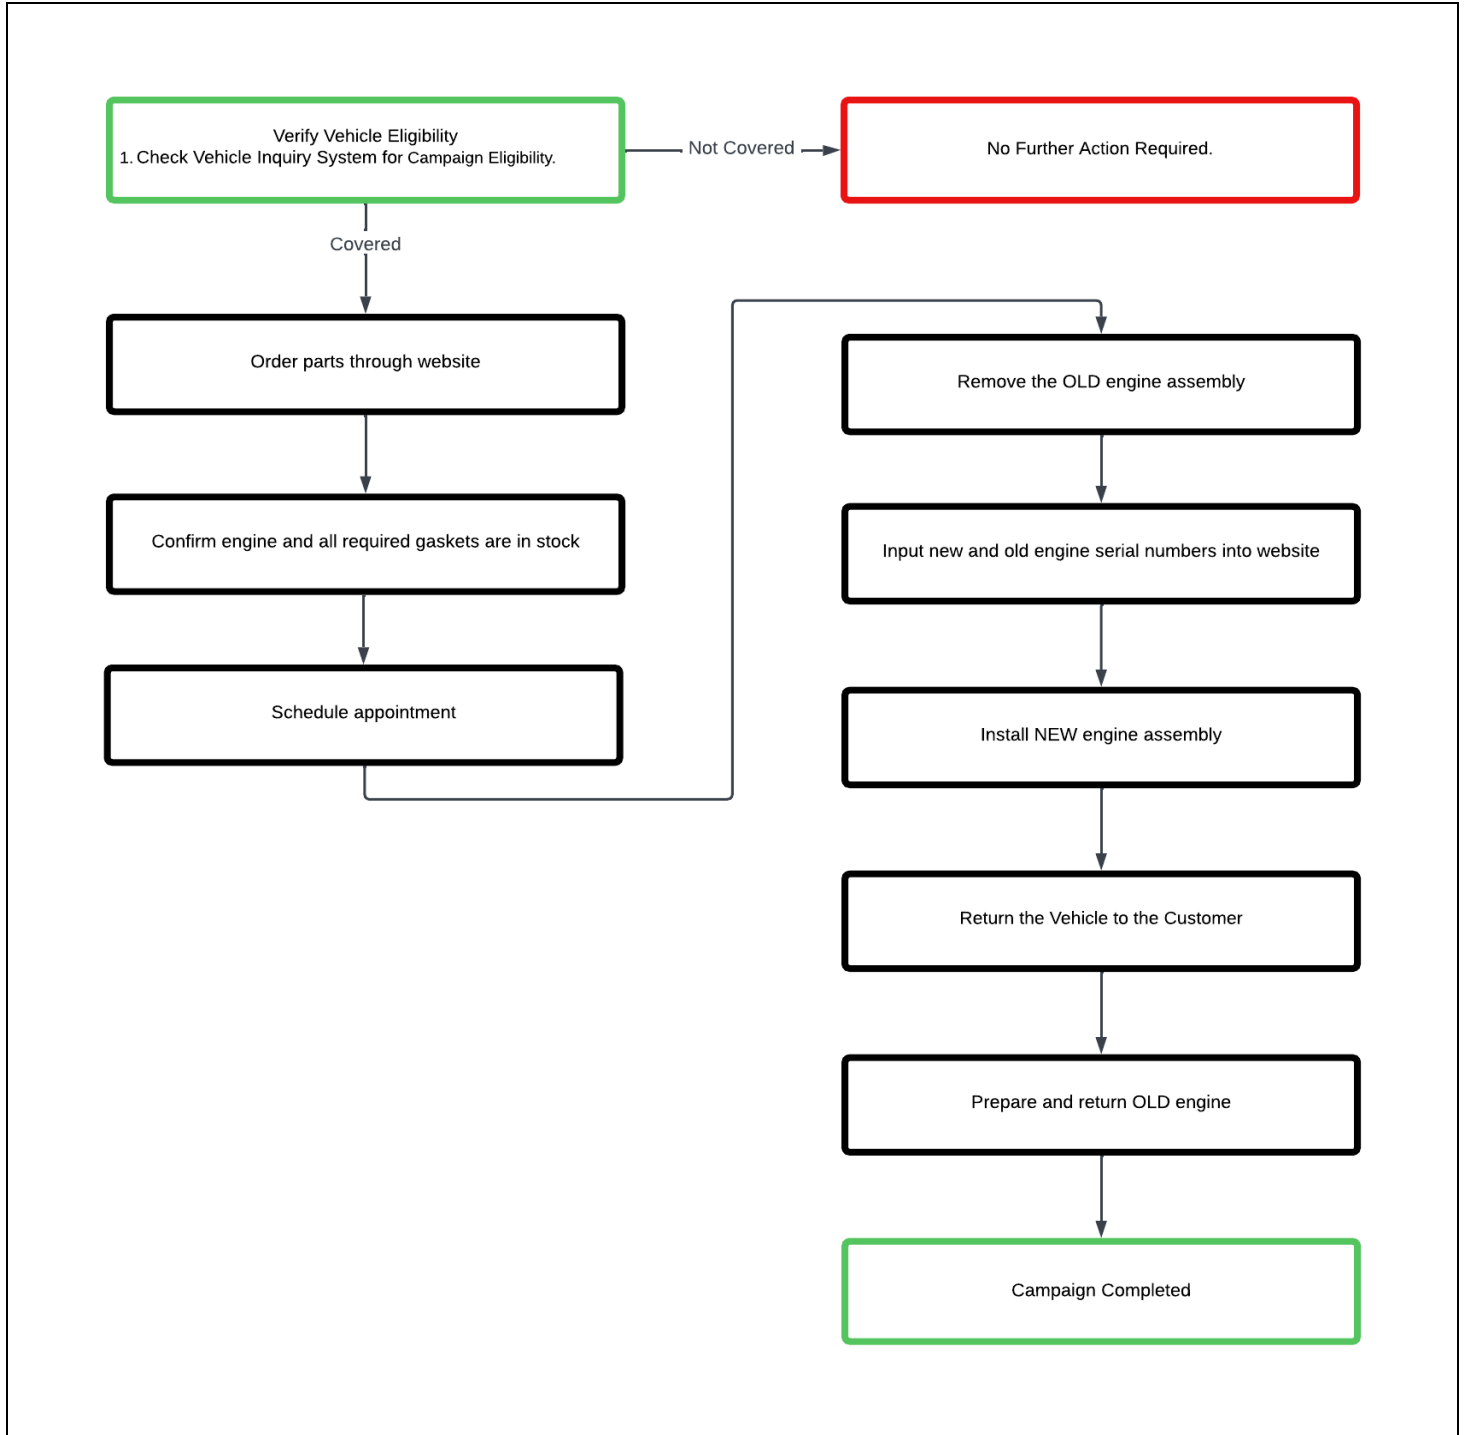 Verify Vehicle Eligibility
1. Check Vehicle Inquiry System for Campaign Eligibility.
Not Covered
No Further Action Required.
Covered
Order parts through website
Confirm engine and all required gaskets are in stock
Schedule appointment
Remove the OLD engine assembly
Input new and old engine serial numbers into website
Install NEW engine assembly
Return the Vehicle to the Customer
Prepare and return OLD engine
Campaign Completed